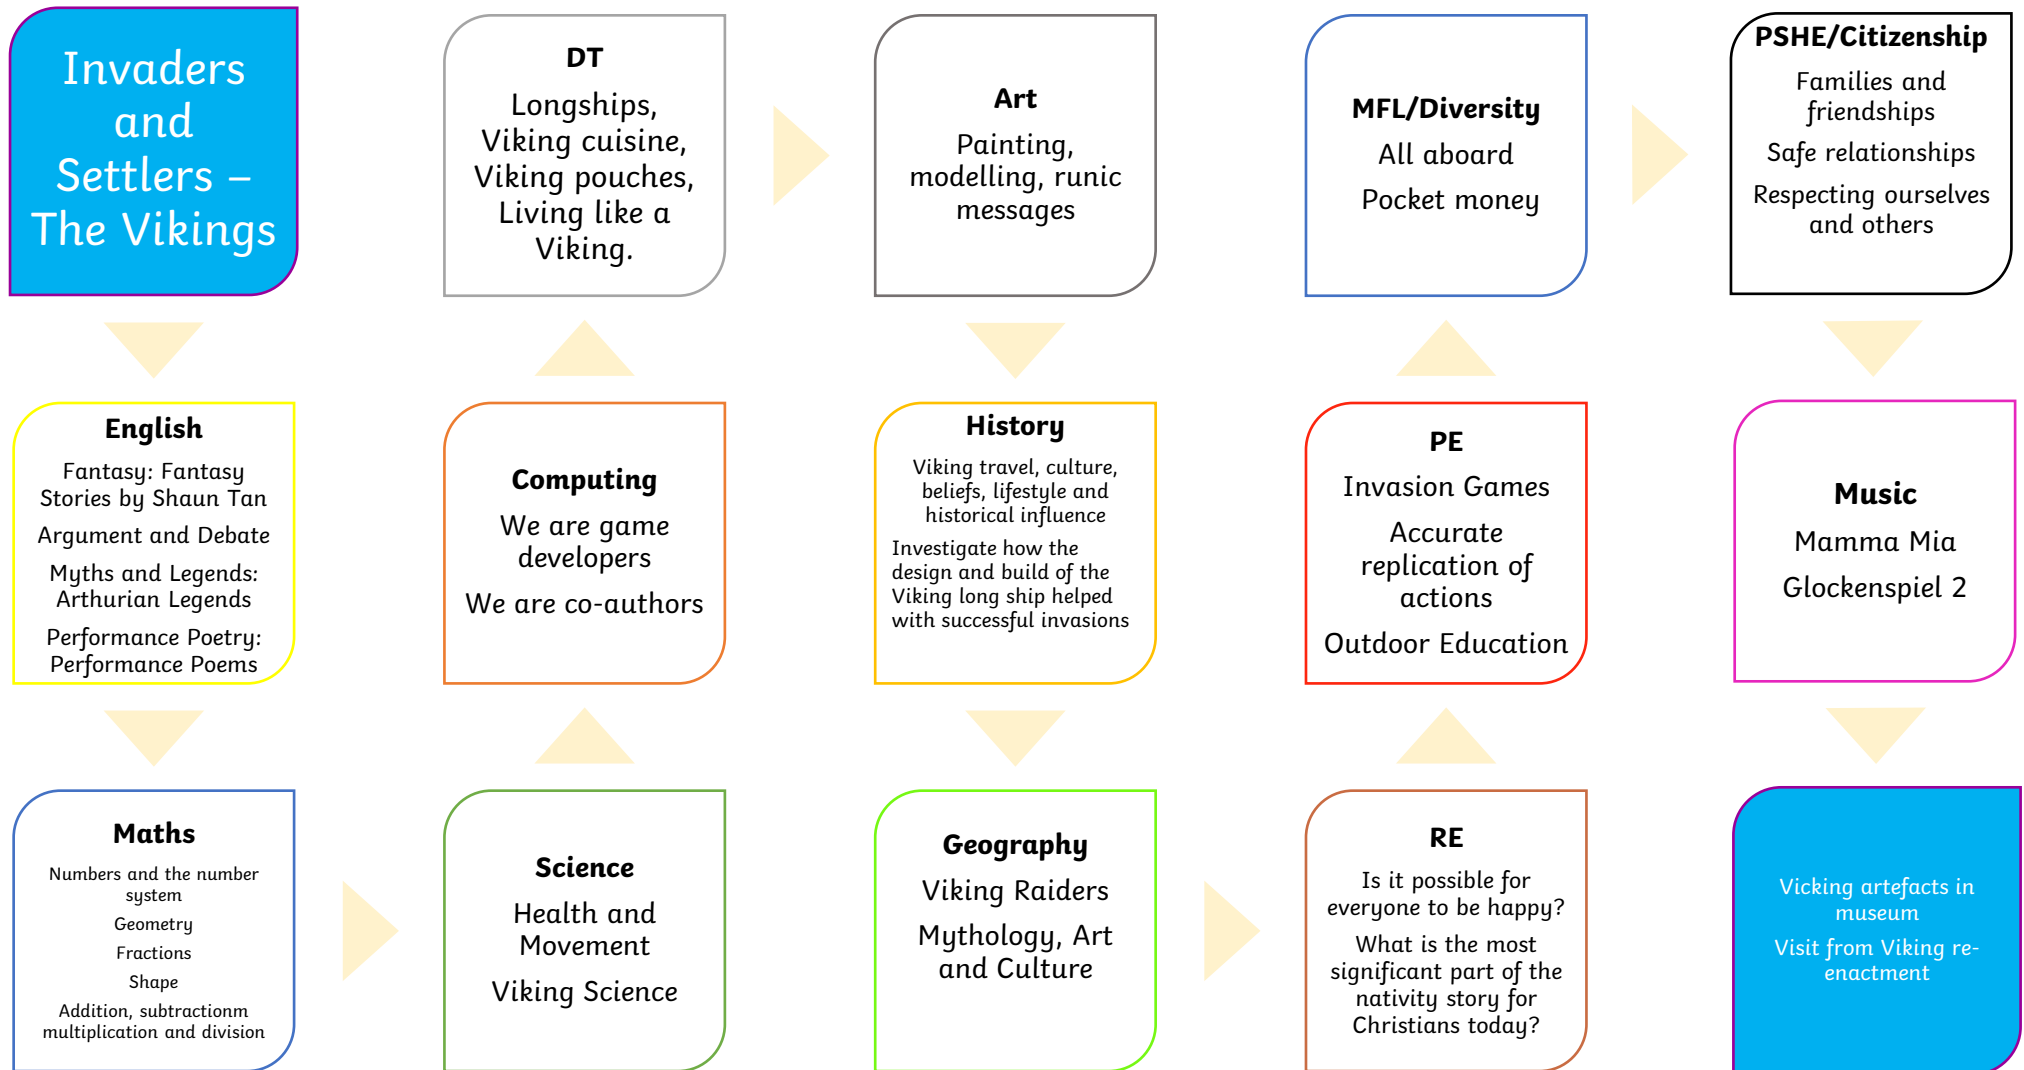 Invaders
and
Settlers –
The Vikings
English
Fantasy: Fantasy
Stories by Shaun Tan
Argument and Debate
Myths and Legends:
Arthurian Legends
Performance Poetry:
Performance Poems
Maths
Numbers and the number
system
Geometry
Fractions
Shape
Addition, subtractionm
multiplication and division
Science
Health and
Movement
Viking Science
Computing
We are game
developers
We are co-authors
DT
Longships,
Viking cuisine,
Viking pouches,
Living like a
Viking.
Art
Painting,
modelling, runic
messages
History
Viking travel, culture,
beliefs, lifestyle and
historical influence
Investigate how the
design and build of the
Viking long ship helped
with successful invasions
Geography
Viking Raiders
Mythology, Art
and Culture
RE
Is it possible for
everyone to be happy?
What is the most
significant part of the
nativity story for
Christians today?
PE
Invasion Games
Accurate
replication of
actions
Outdoor Education
MFL/Diversity
All aboard
Pocket money
PSHE/Citizenship
Families and
friendships
Safe relationships
Respecting ourselves
and others
Music
Mamma Mia
Glockenspiel 2
Vicking artefacts in
museum
Visit from Viking re-
enactment